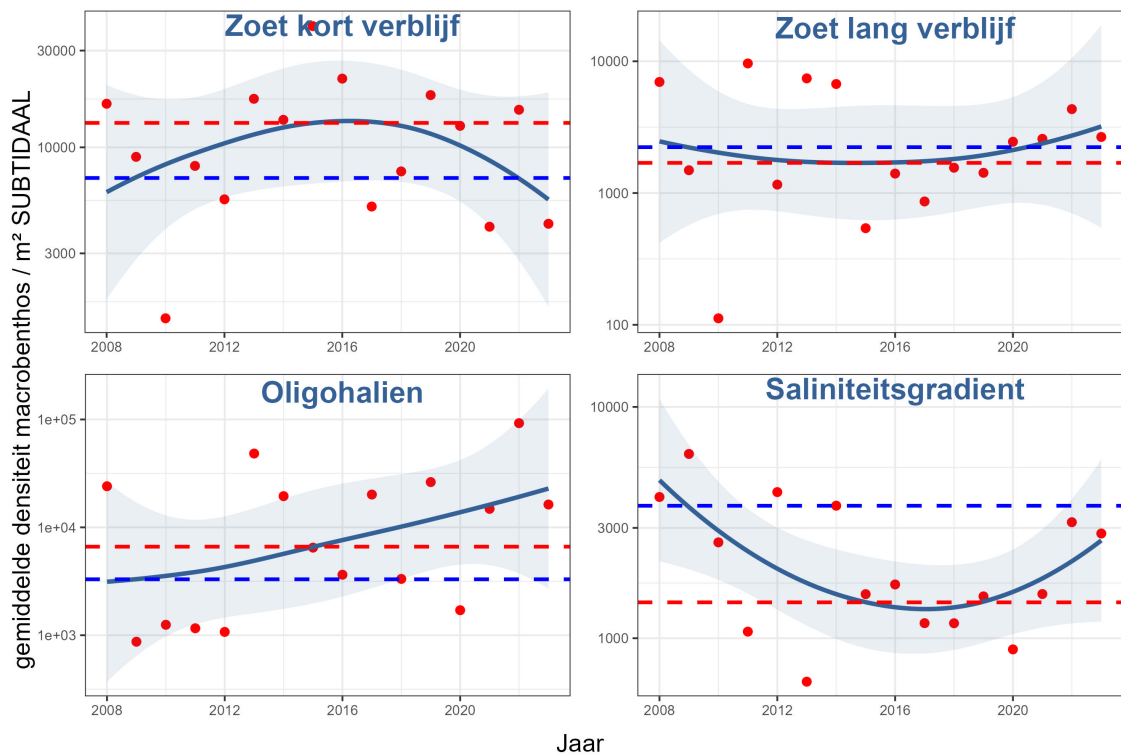 gemiddelde densiteit macrobenthos / m² SUBTIDAAL
Zoet kort verblijf
30000
10000
3000
2008 2012 2016 2020
Zoet lang verblijf
10000
1000
100
2008 2012 2016 2020
Oligohalien
1e+05
1e+04
1e+03
2008 2012 2016 2020
Saliniteitsgradient
10000
3000
1000
2008 2012 2016 2020
Jaar